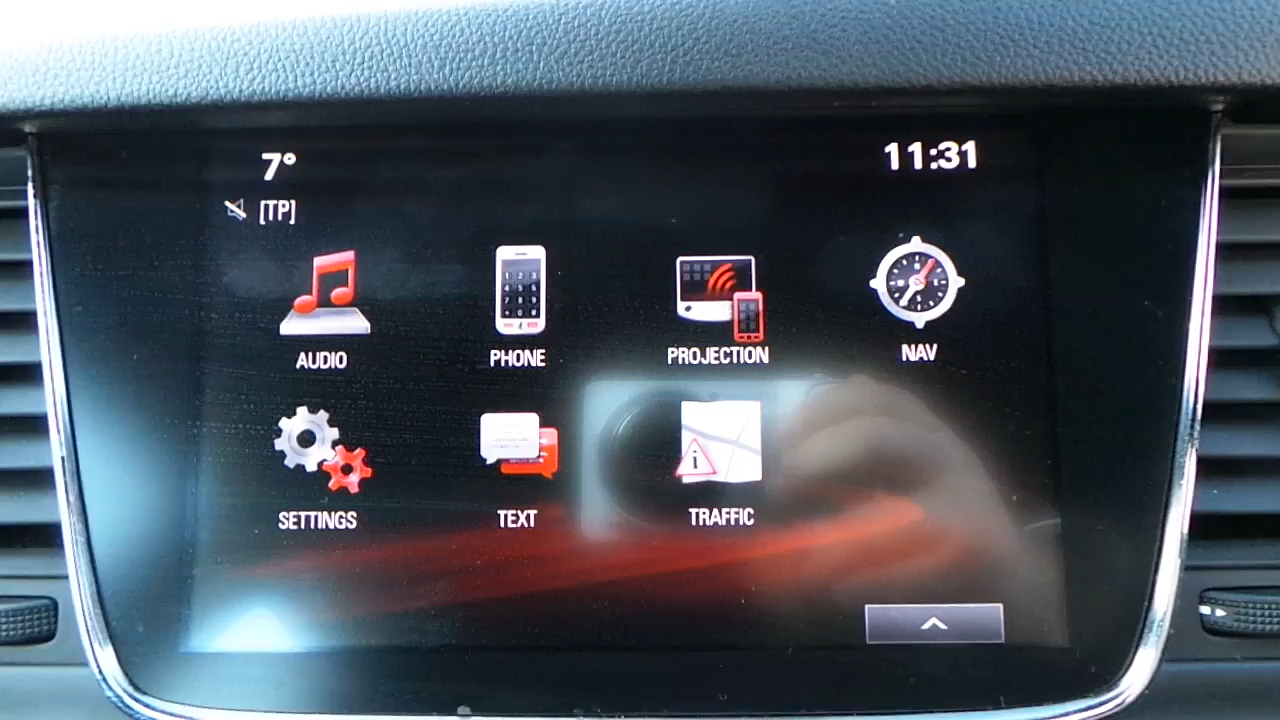 7° 11:31
[TP]
AUDIO PHONE PROJECTION NAV
SETTINGS TEXT TRAFFIC